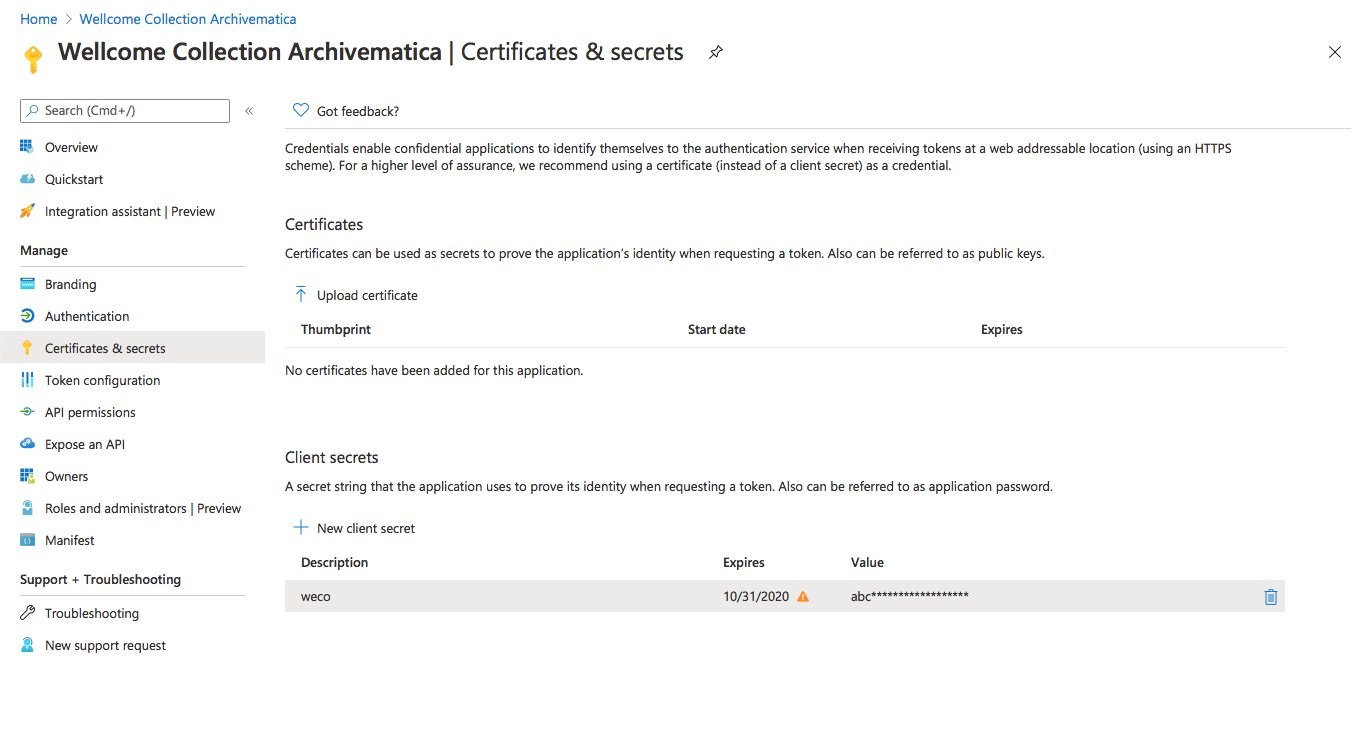 Home > Wellcome Collection Archivematica
Wellcome Collection Archivematica | Certificates & secrets
Search (Cmd+/)
«
Overview
Quickstart
Integration assistant | Preview
Manage
Branding
Authentication
Certificates & secrets
Token configuration
API permissions
Expose an API
Owners
Roles and administrators | Preview
Manifest
Support + Troubleshooting
Troubleshooting
New support request
Got feedback?
Credentials enable confidential applications to identify themselves to the authentication service when receiving tokens at a web addressable location (using an HTTPS
scheme). For a higher level of assurance, we recommend using a certificate (instead of a client secret) as a credential.
Certificates
Certificates can be used as secrets to prove the application's identity when requesting a token. Also can be referred to as public keys.
Upload certificate
Thumbprint Start date Expires
No certificates have been added for this application.
Client secrets
A secret string that the application uses to prove its identity when requesting a token. Also can be referred to as application password.
New client secret
Description Expires Value
weco 10/31/2020 abc******************